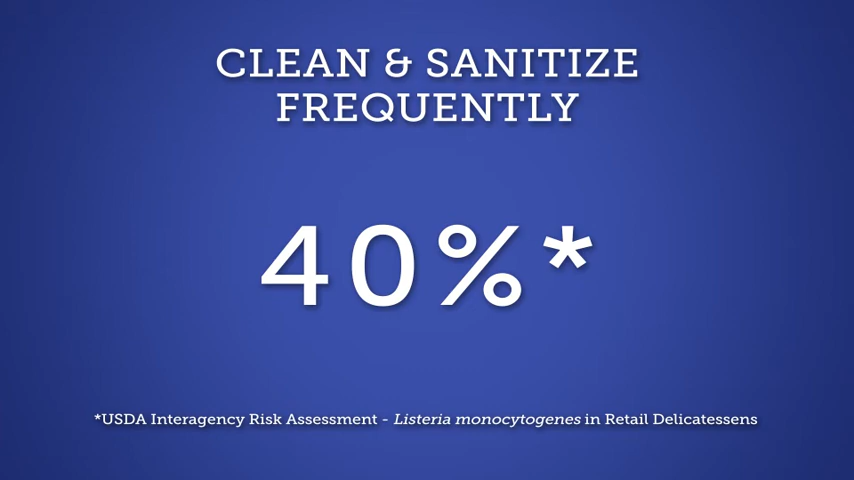 CLEAN & SANITIZE
FREQUENTLY
40%*
*USDA Interagency Risk Assessment - Listeria monocytogenes in Retail Delicatessens